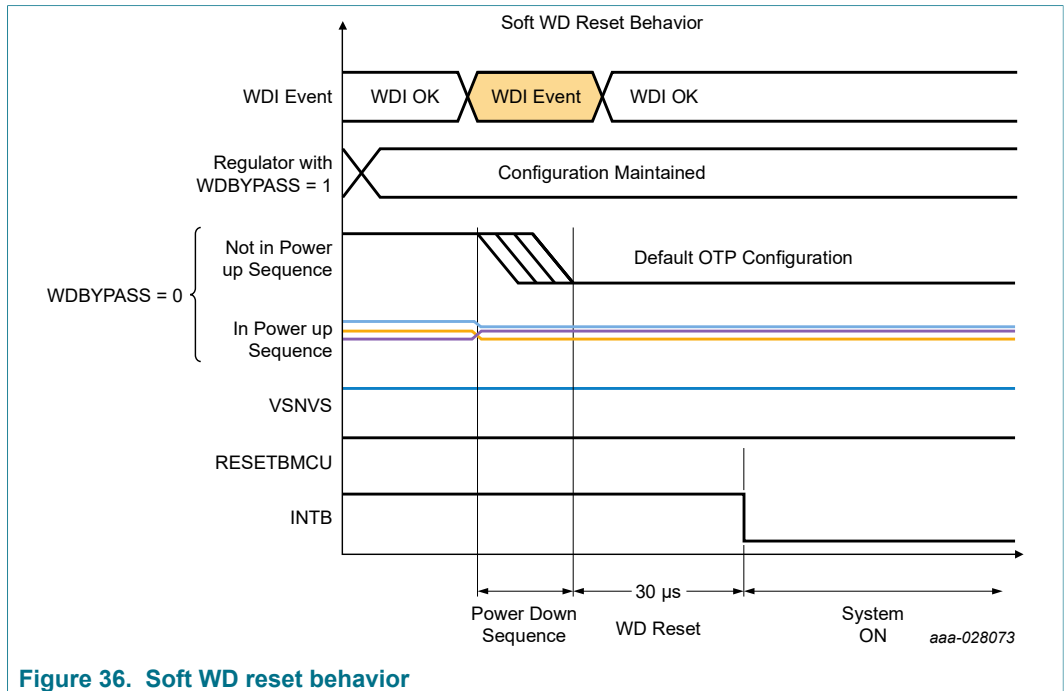 Soft WD Reset Behavior
WDI Event
WDI OK
WDI Event
WDI OK
Regulator with
WDBYPASS = 1
Configuration Maintained
WDBYPASS = 0
Not in Power
up Sequence
Default OTP Configuration
In Power up
Sequence
VSNVS
RESETBMCU
INTB
30 µs
Power Down
Sequence
WD Reset
System
ON
aaa-028073
Figure 36. Soft WD reset behavior